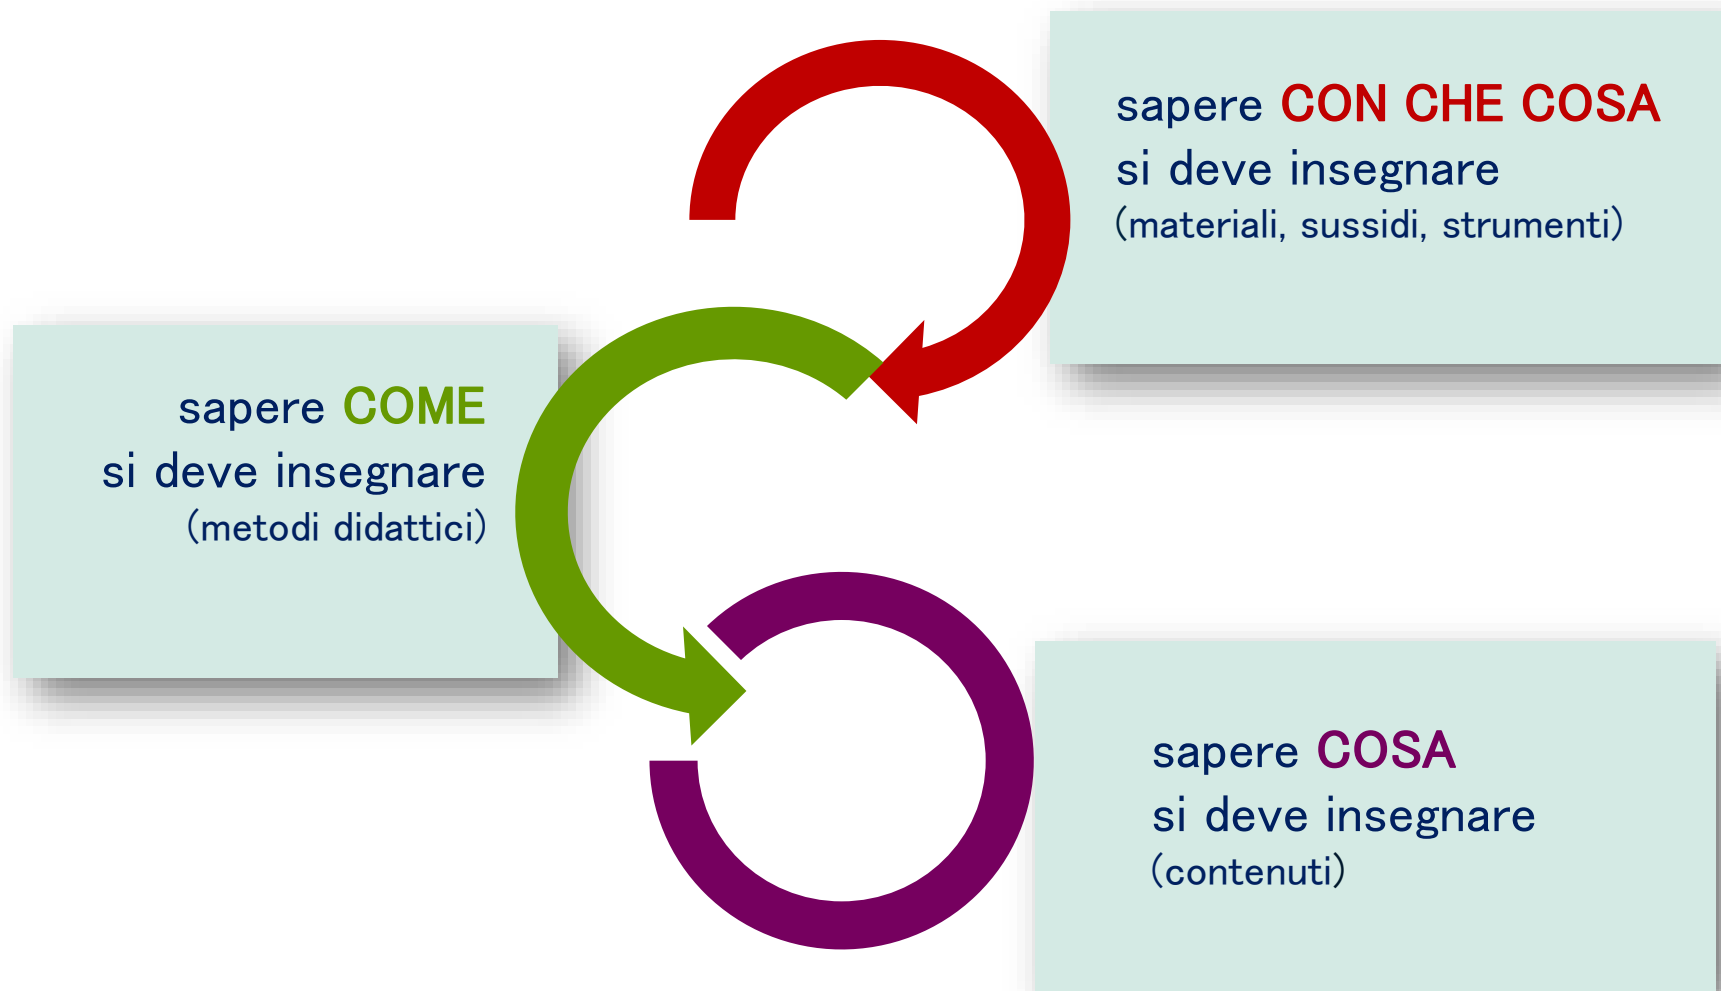 sapere CON CHE COSA
si deve insegnare
(materiali, sussidi, strumenti)
sapere COME
si deve insegnare
(metodi didattici)
sapere COSA
si deve insegnare
(contenuti)